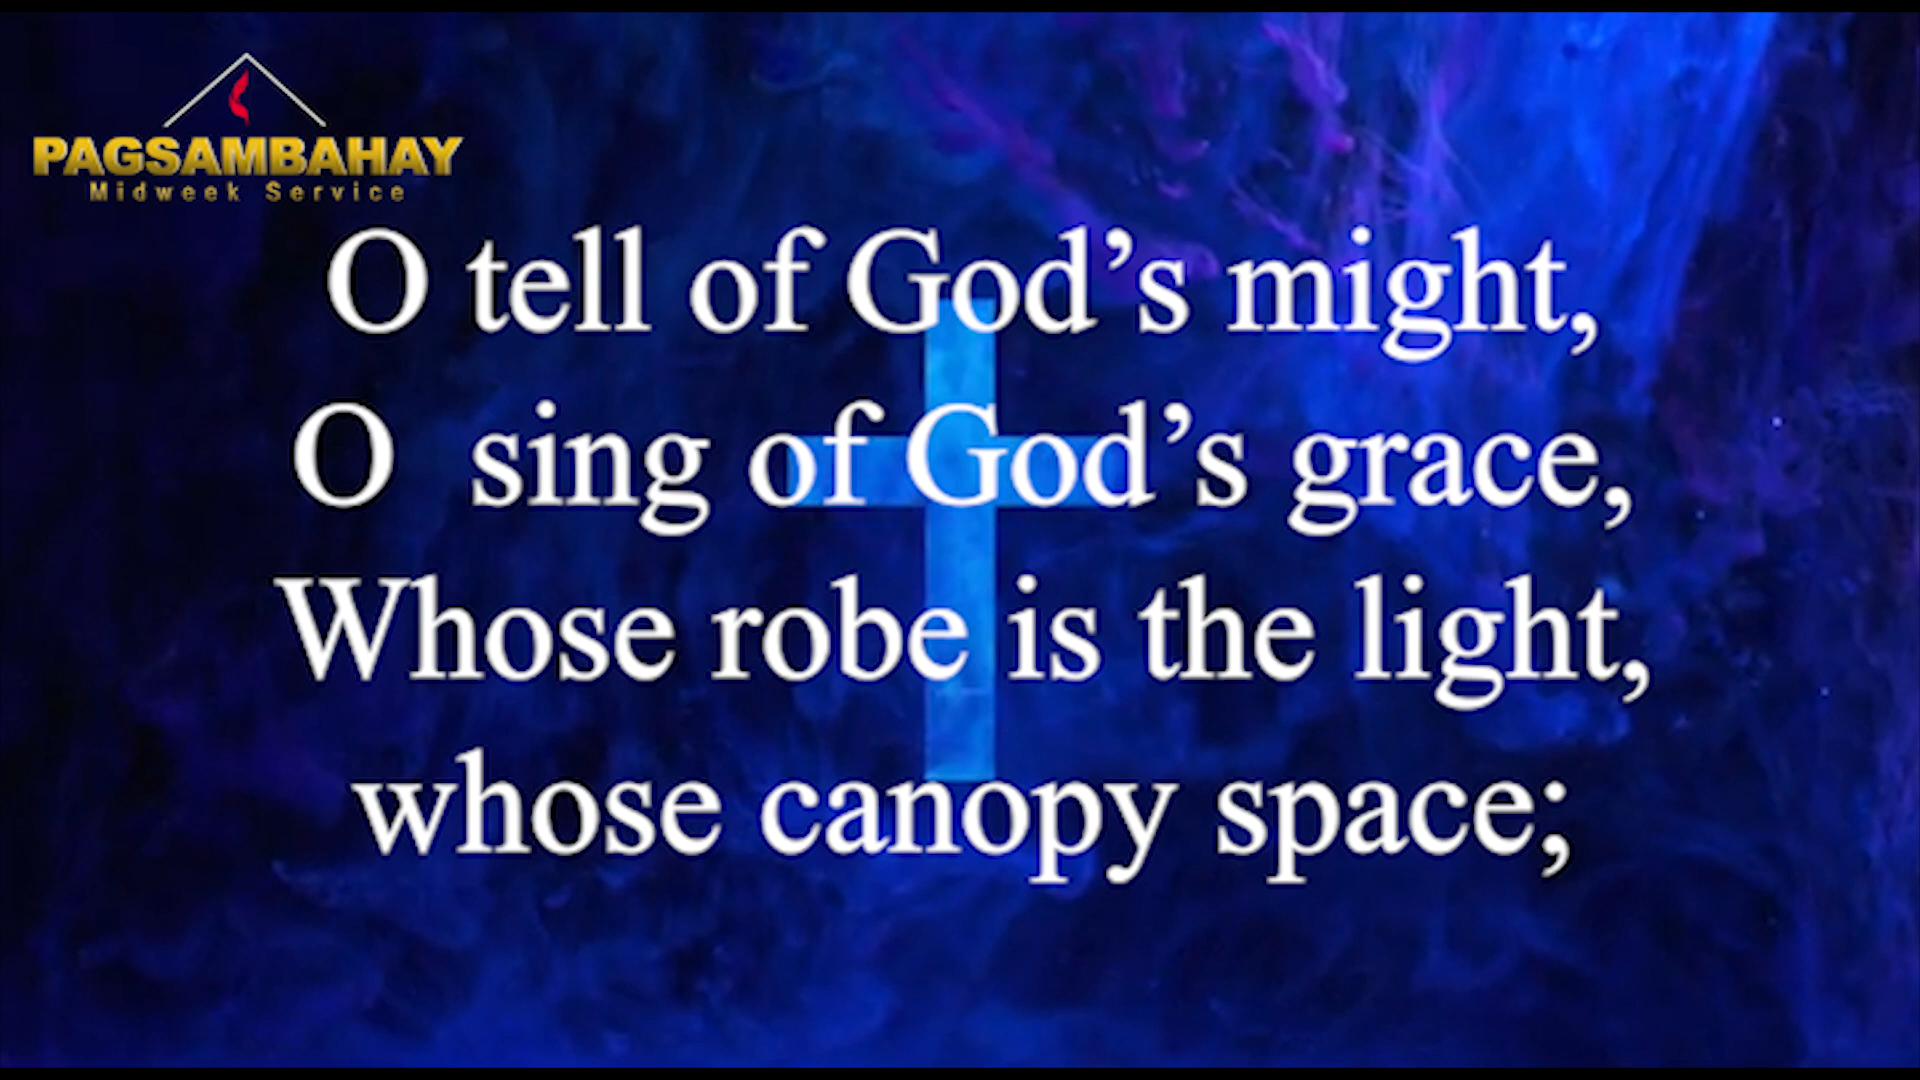 PAGSAMBAHAY
Midweek Service
O tell of God’s might,
O  sing of God’s grace,
Whose robe is the light,
whose canopy space;